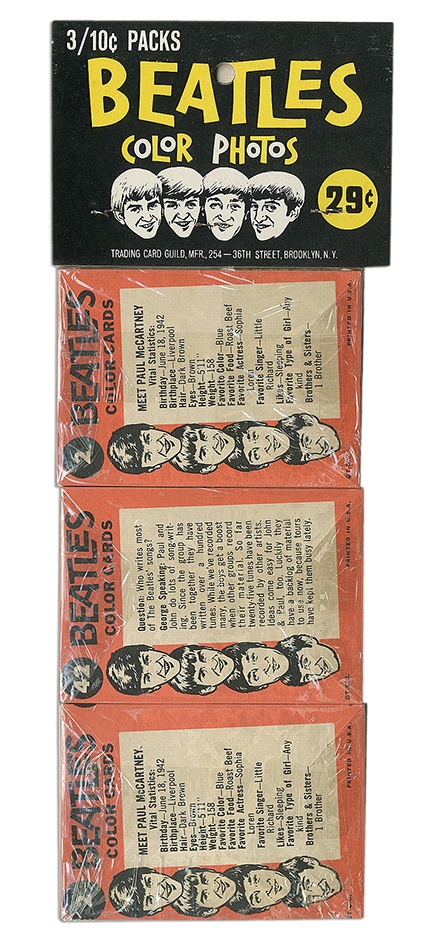 3/10¢ PACKS
BEATLES
COLOR PHOTOS
29¢
TRADING CARD GUILD, MFR., 254 — 36TH STREET, BROOKLYN, N. Y.
2 BEATLES
COLOR CARDS
MEET PAUL McCARTNEY
Vital Statistics:
Birthday—June 18, 1942
Birthplace—Liverpool
Hair—Dark Brown
Eyes—Brown
Height—5'11"
Weight—158
Favorite Color—Blue
Favorite Food—Roast Beef
Favorite Actress—Sophia
Loren
Favorite Singer—Little
Richard
Likes—Sleeping
Favorite Type of Girl—Any
kind
Brothers & Sisters—
1 Brother
PRINTED IN U.S.A.
42 BEATLES
COLOR CARDS
Question: Who writes most
of The Beatles' songs?
George Speaking: Paul and
John do lots of song-writ-
ing. Since the group has
been together they have
written over a hundred
tunes. While we've recorded
many, the boys get a boost
when other groups record
their material. So far
twenty-five tunes have been
recorded by other artists.
Ideas come easy for John
& Paul, too. Luckily they
have a backlog of material
to use now, because tours
have kept them busy lately.
PRINTED IN U.S.A.
BEATLES
COLOR CARDS
MEET PAUL McCARTNEY
Vital Statistics:
Birthday—June 18, 1942
Birthplace—Liverpool
Hair—Dark Brown
Eyes—Brown
Height—5'11"
Weight—158
Favorite Color—Blue
Favorite Food—Roast Beef
Favorite Actress—Sophia
Loren
Favorite Singer—Little
Richard
Likes—Sleeping
Favorite Type of Girl—Any
kind
Brothers & Sisters—
1 Brother
PRINTED IN U.S.A.